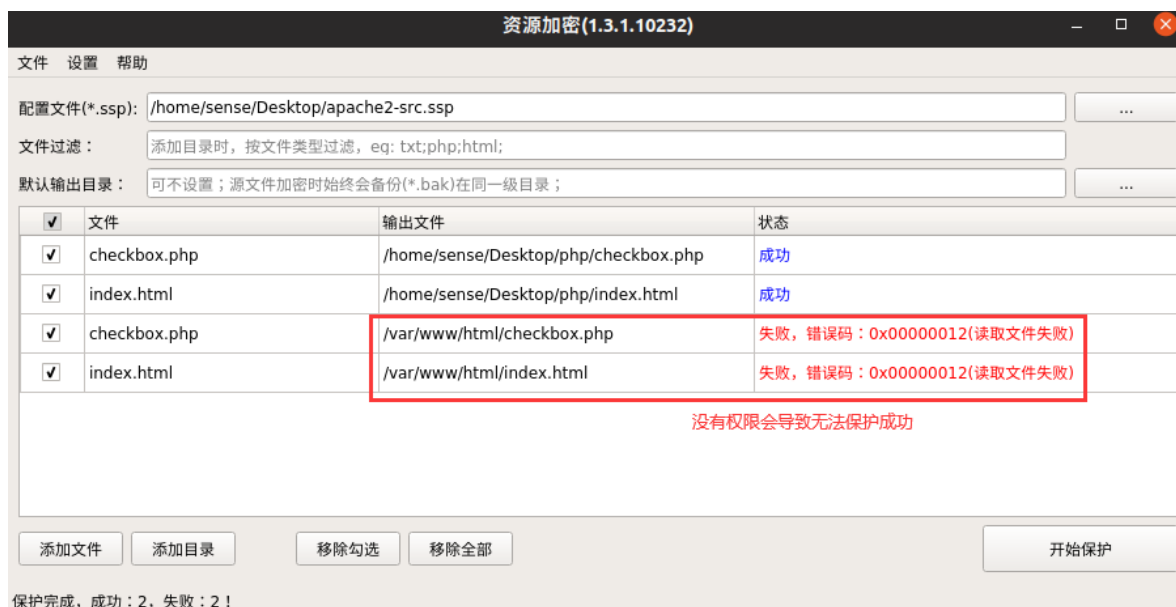 资源加密(1.3.1.10232)
文件 设置 帮助
配置文件(*.ssp): /home/sense/Desktop/apache2-src.ssp ...
文件过滤： 添加目录时，按文件类型过滤，eg: txt;php;html;
默认输出目录： 可不设置；源文件加密时始终会备份(*.bak)在同一级目录； ...
文件 输出文件 状态
checkbox.php /home/sense/Desktop/php/checkbox.php 成功
index.html /home/sense/Desktop/php/index.html 成功
checkbox.php /var/www/html/checkbox.php 失败，错误码：0x00000012(读取文件失败)
index.html /var/www/html/index.html 失败，错误码：0x00000012(读取文件失败)
没有权限会导致无法保护成功
添加文件 添加目录 移除勾选 移除全部 开始保护
保护完成，成功：2，失败：2！